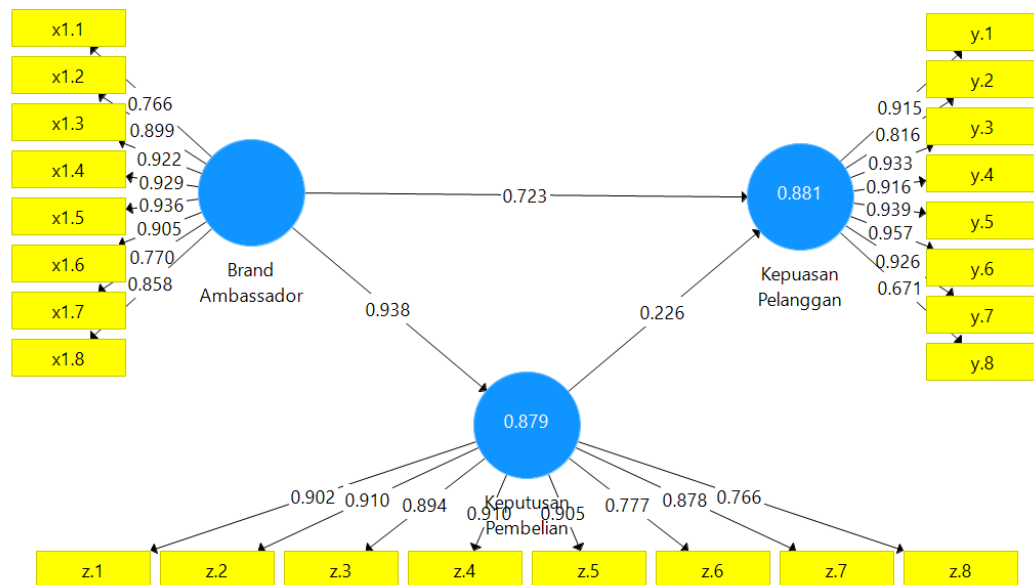 x1.1
x1.2
x1.3
x1.4
x1.5
x1.6
x1.7
x1.8
0.766
0.899
0.922
0.929
0.936
0.905
0.770
0.858
Brand
Ambassador
0.723
0.938
0.226
0.881
Kepuasan
Pelanggan
0.915
0.816
0.933
0.916
0.939
0.957
0.926
0.671
y.1
y.2
y.3
y.4
y.5
y.6
y.7
y.8
0.879
Keputusan
Pembelian
0.902
0.910
0.894
0.910
0.905
0.777
0.878
0.766
z.1
z.2
z.3
z.4
z.5
z.6
z.7
z.8